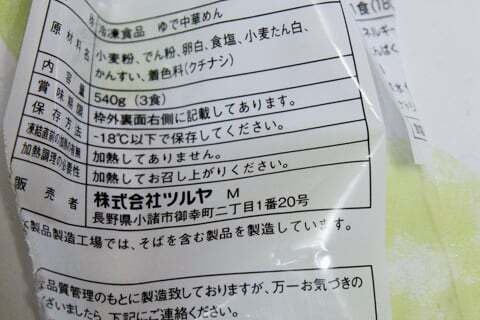 冷凍食品 ゆで中華めん
原材料名 小麦粉、でん粉、卵白、食塩、小麦たん白、
かんすい、着色料(クチナシ)
内容量 540g(3食)
賞味期限 枠外裏面右側に記載してあります。
保存方法 -18℃以下で保存してください。
凍結直前の加熱の有無 加熱してありません。
加熱調理の必要性 加熱してお召し上がりください。
販売者 株式会社ツルヤ M
長野県小諸市御幸町二丁目1番20号
製品製造工場では、そばを含む製品を製造しています。
品質管理のもとに製造致しておりますが、万一お気づきの
ございましたら、下記にご連絡ください。
1食(18